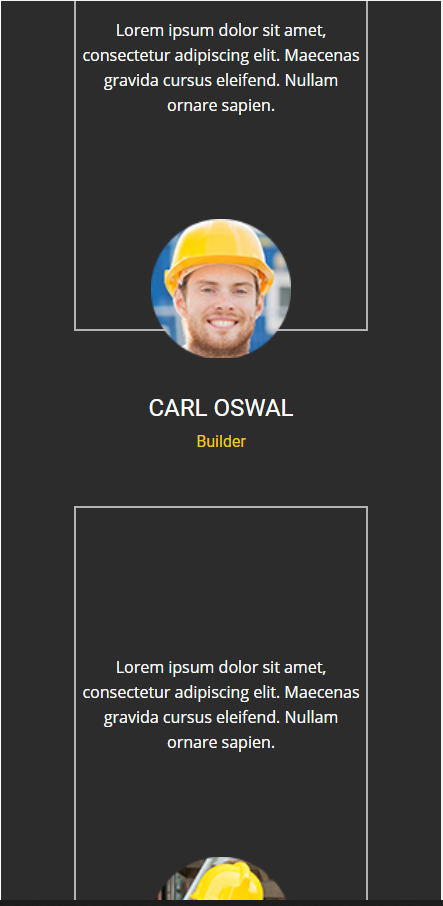 Lorem ipsum dolor sit amet,
consectetur adipiscing elit. Maecenas
gravida cursus eleifend. Nullam
ornare sapien.
CARL OSWAL
Builder
Lorem ipsum dolor sit amet,
consectetur adipiscing elit. Maecenas
gravida cursus eleifend. Nullam
ornare sapien.